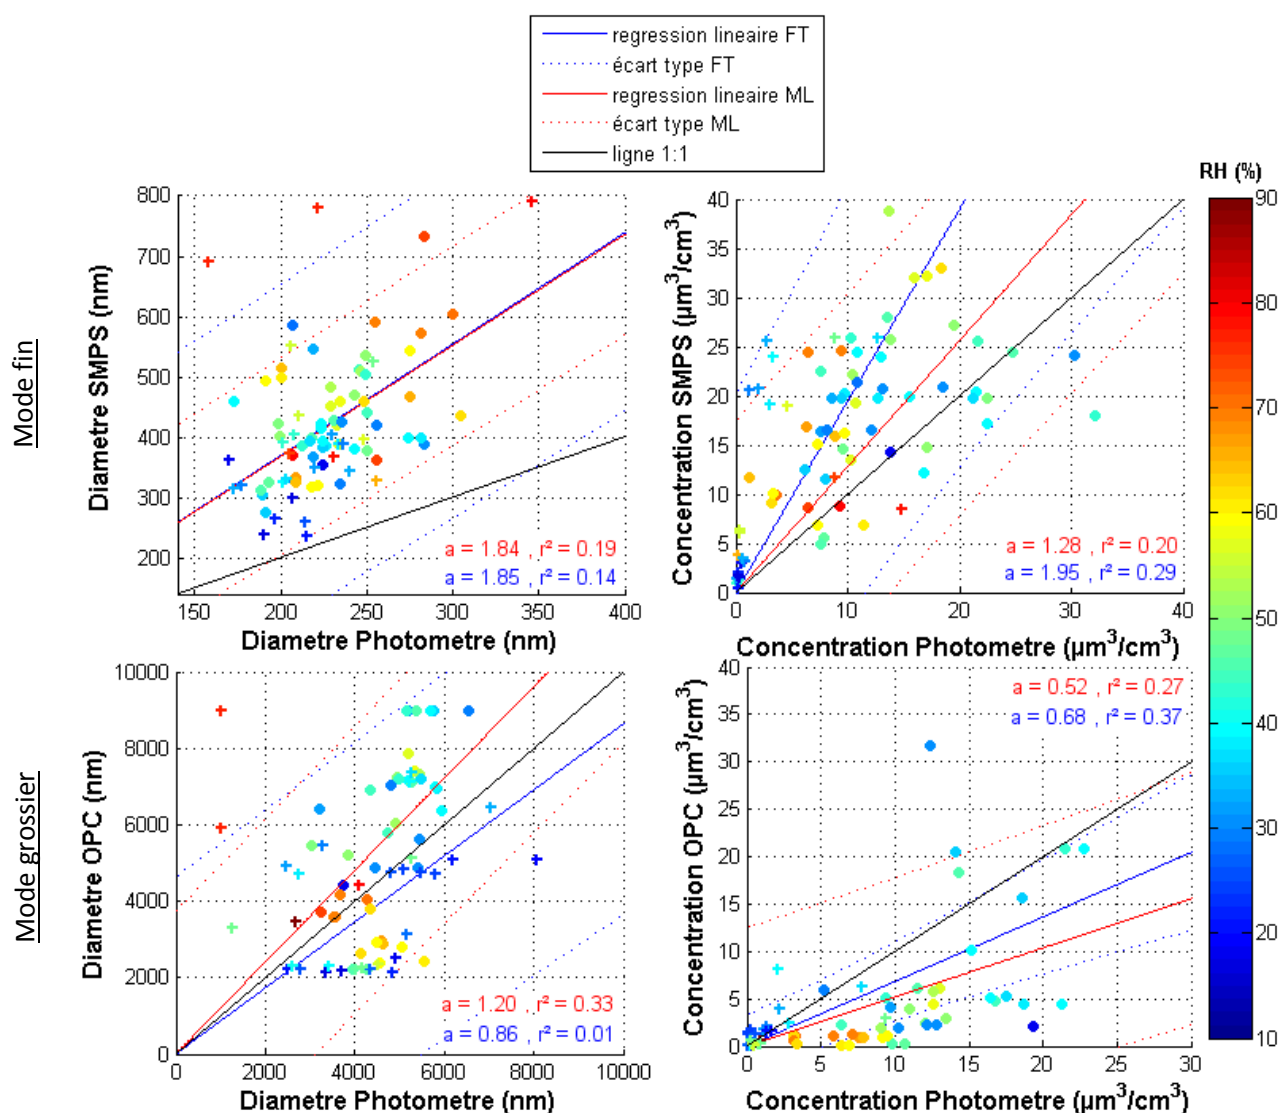 regression lineaire FT
écart type FT
regression lineaire ML
écart type ML
ligne 1:1
RH (%)
90
80
70
60
50
40
30
20
10
Mode fin
Diametre SMPS (nm)
800
700
600
500
400
300
200
150
200
250
300
350
400
a = 1.84 , r² = 0.19
a = 1.85 , r² = 0.14
Diametre Photometre (nm)
Concentration SMPS (µm³/cm³)
40
35
30
25
20
15
10
5
0
0
10
20
30
40
a = 1.28 , r² = 0.20
a = 1.95 , r² = 0.29
Concentration Photometre (µm³/cm³)
Mode grossier
Diametre OPC (nm)
10000
8000
6000
4000
2000
0
0
2000
4000
6000
8000
10000
a = 1.20 , r² = 0.33
a = 0.86 , r² = 0.01
Diametre Photometre (nm)
Concentration OPC (µm³/cm³)
40
35
30
25
20
15
10
5
0
0
5
10
15
20
25
30
a = 0.52 , r² = 0.27
a = 0.68 , r² = 0.37
Concentration Photometre (µm³/cm³)